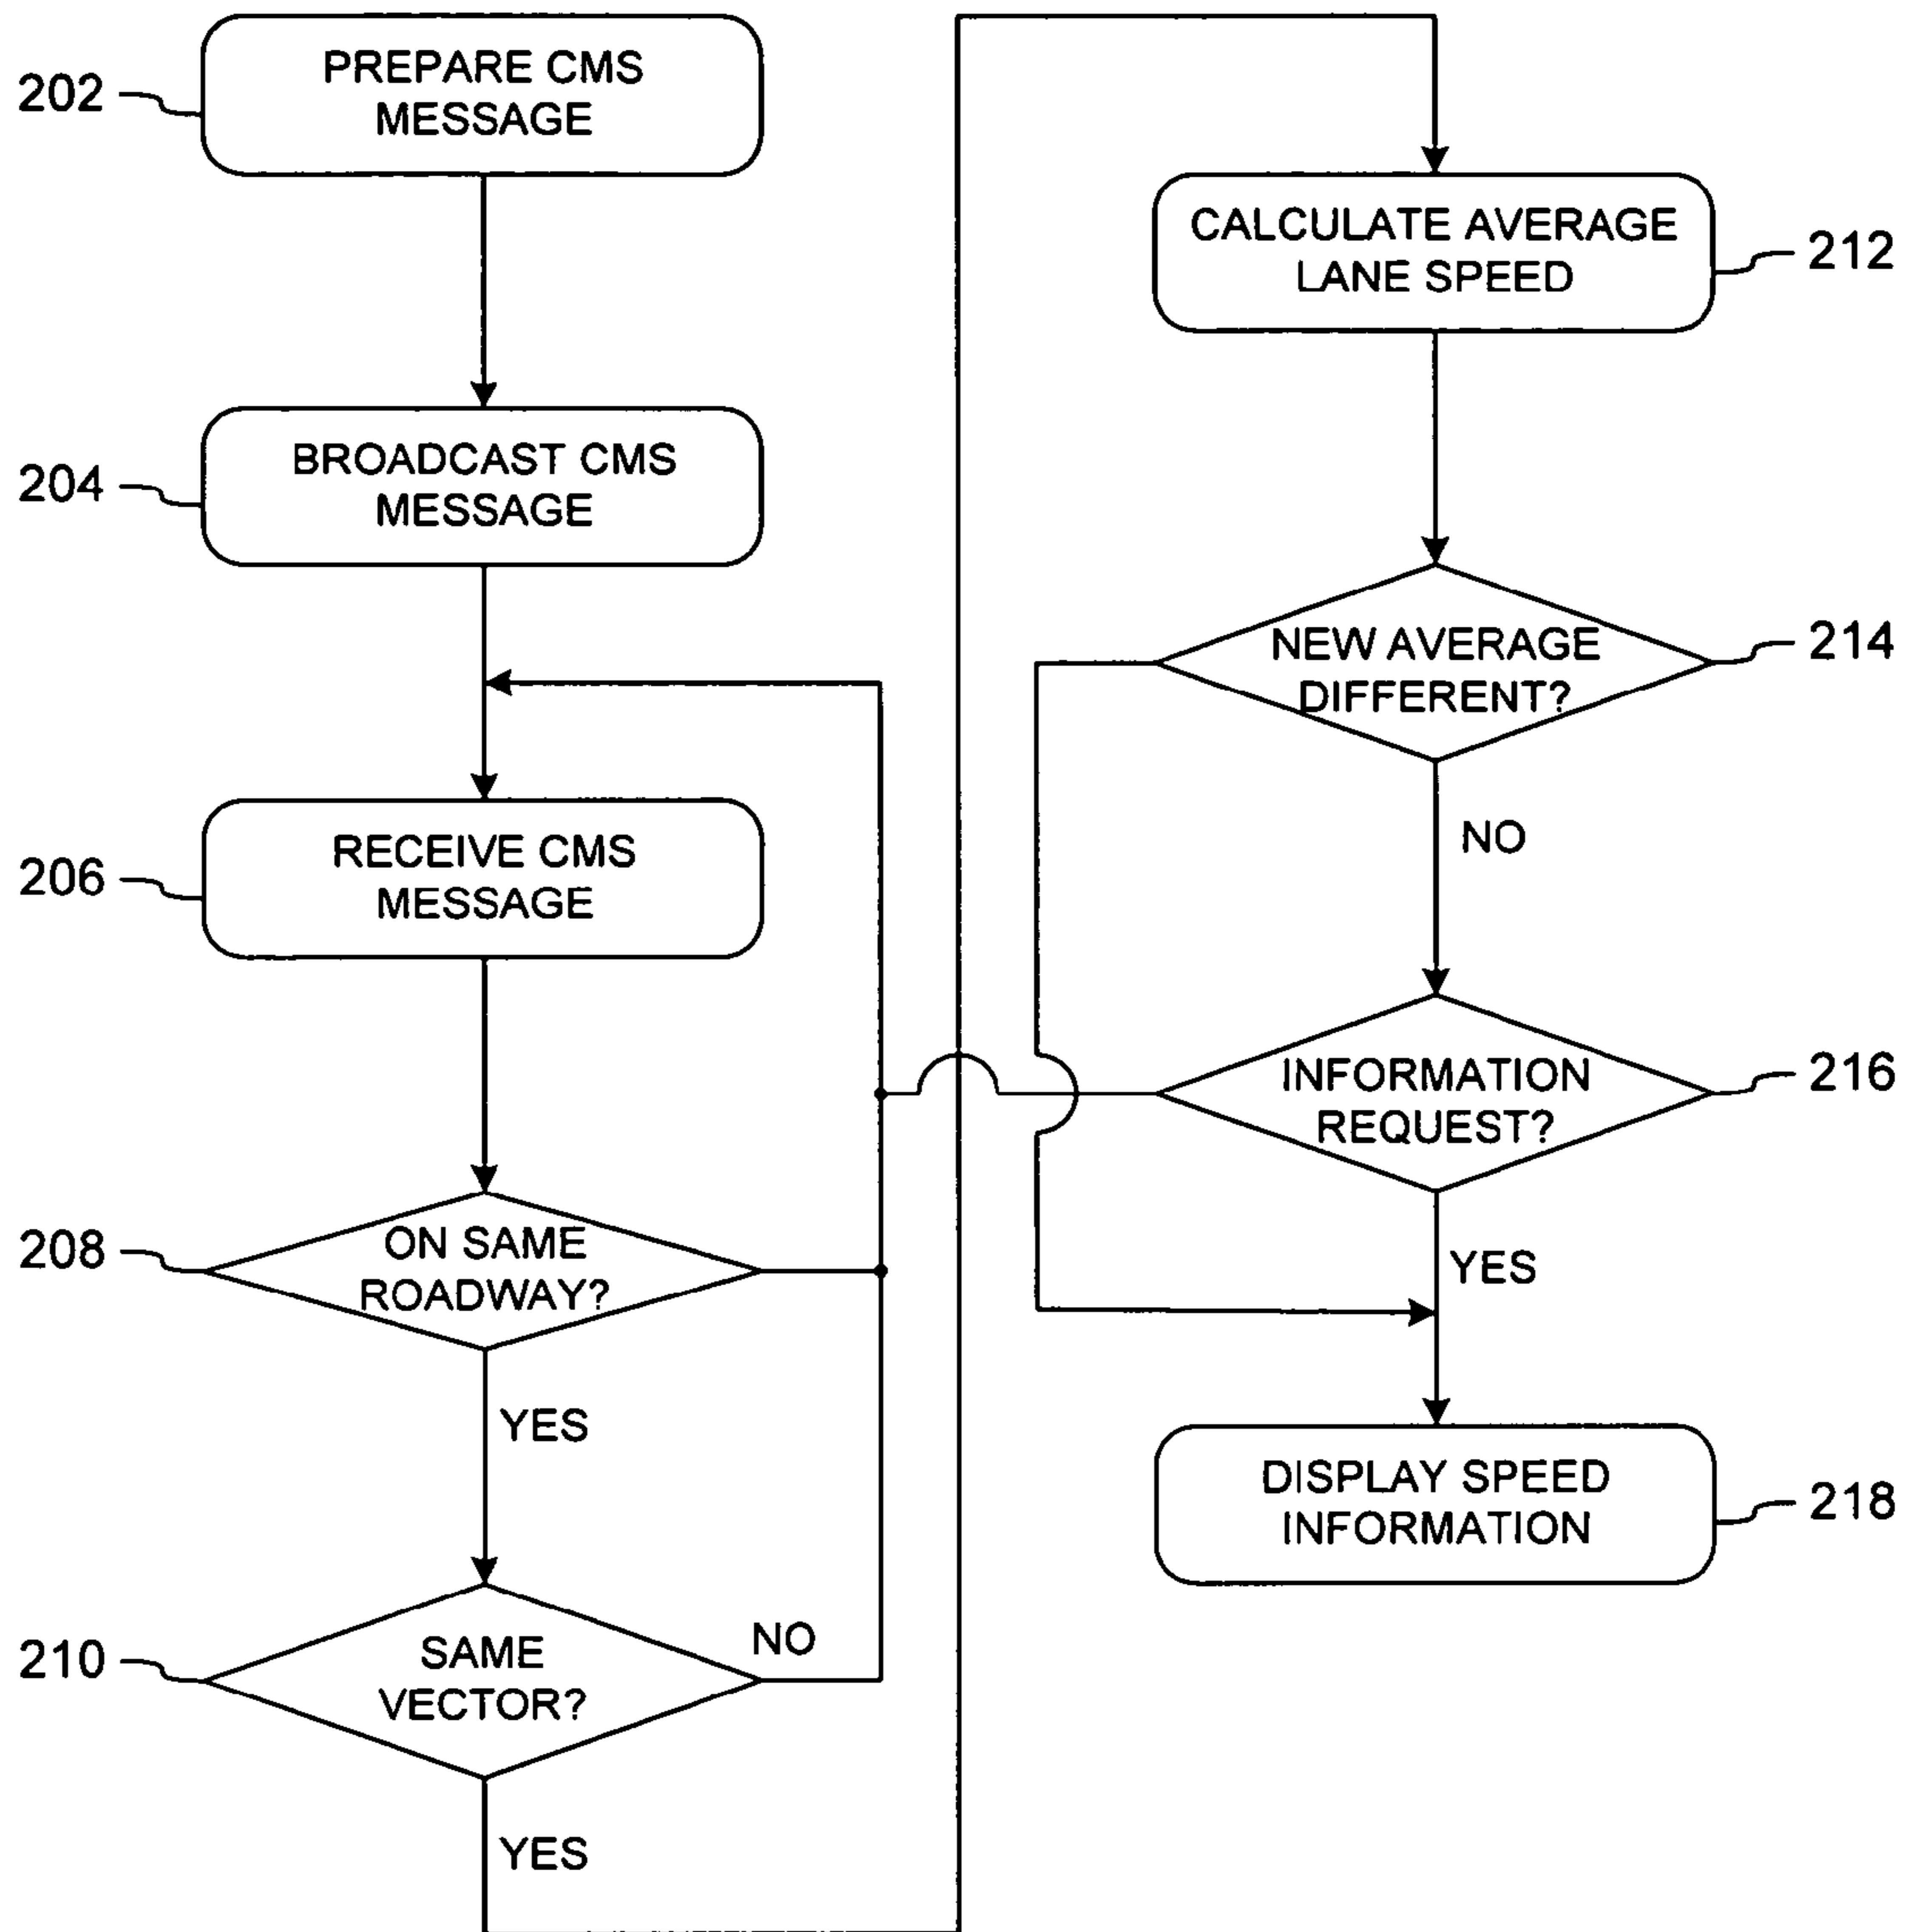 202
PREPARE CMS
MESSAGE
204
BROADCAST CMS
MESSAGE
206
RECEIVE CMS
MESSAGE
208
ON SAME
ROADWAY?
YES
210
SAME
VECTOR?
NO
YES
CALCULATE AVERAGE
LANE SPEED
212
NEW AVERAGE
DIFFERENT?
214
NO
INFORMATION
REQUEST?
216
YES
DISPLAY SPEED
INFORMATION
218